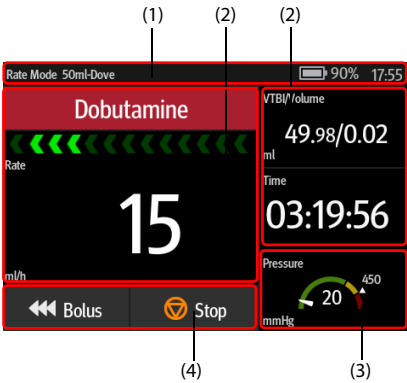 (1) (2) (2)
Rate Mode 50ml-Dove 90% 17:55
Dobutamine
Rate
15
ml/h
VTBI/Volume
49.98/0.02
ml
Time
03:19:56
Pressure
450
20
mmHg
Bolus Stop
(4) (3)